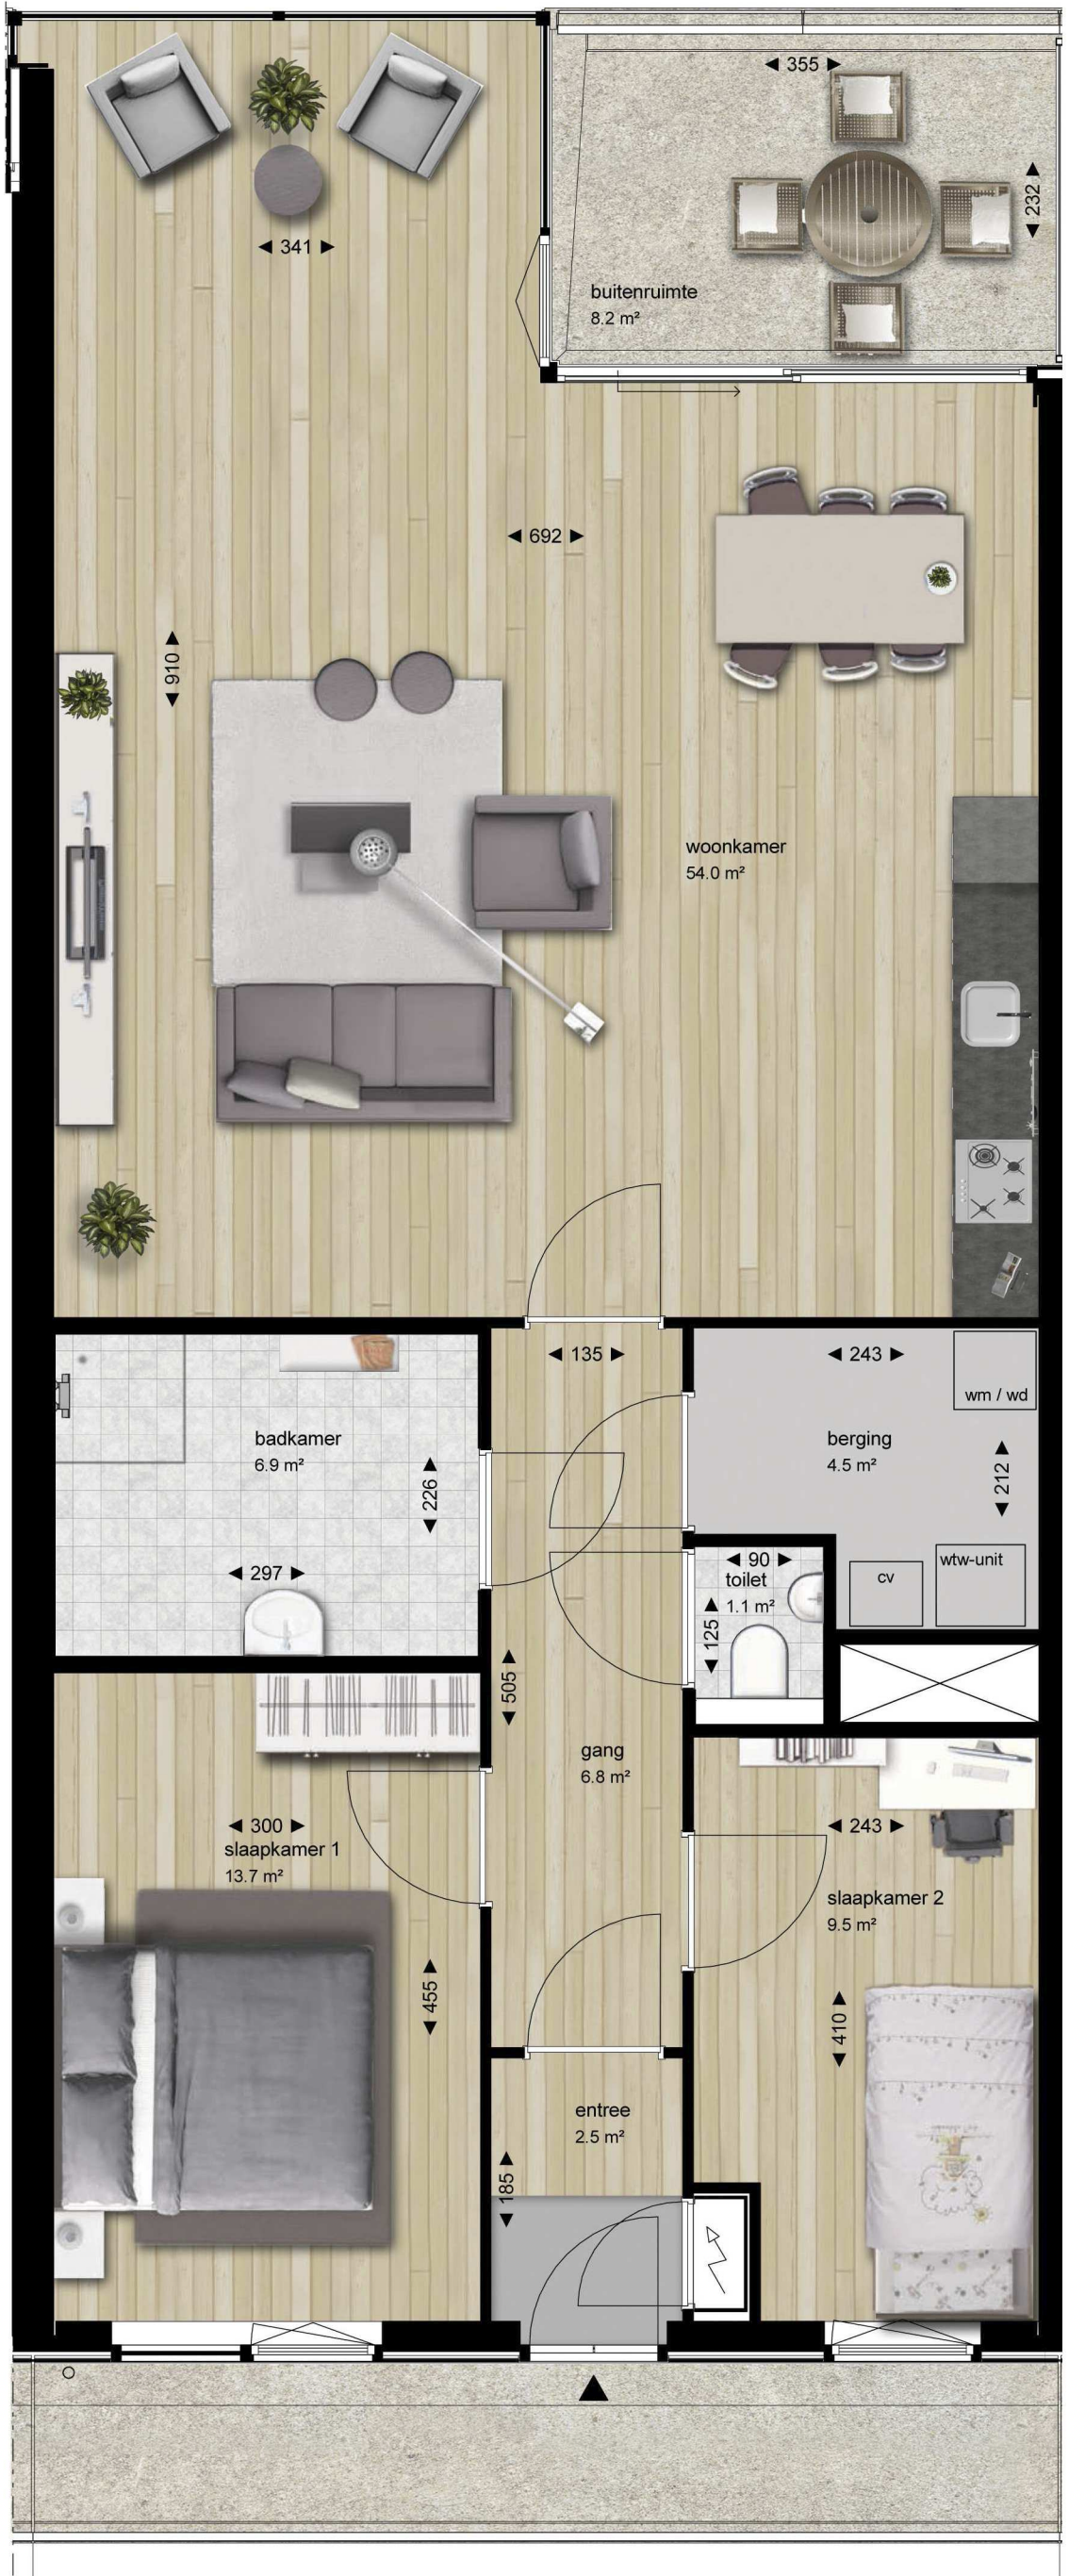 ◄ 355 ►
◄ 232 ►
◄ 341 ►
buitenruimte
8.2 m²
◄ 692 ►
◄ 910 ►
woonkamer
54.0 m²
◄ 135 ►
◄ 243 ►
wm / wd
badkamer
6.9 m²
berging
4.5 m²
◄ 226 ►
◄ 212 ►
◄ 297 ►
◄ 90 ►
toilet
1.1 m²
◄ 125 ►
cv
wtw-unit
◄ 505 ►
gang
6.8 m²
◄ 300 ►
slaapkamer 1
13.7 m²
◄ 243 ►
slaapkamer 2
9.5 m²
◄ 455 ►
◄ 410 ►
entree
2.5 m²
◄ 185 ►